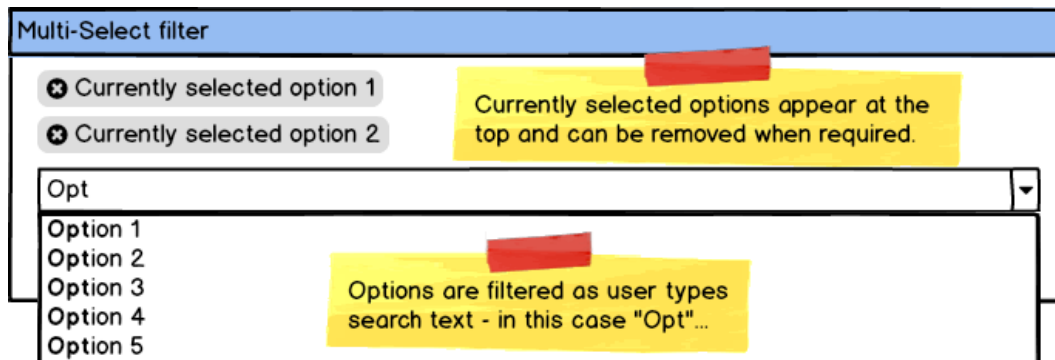 Multi-Select filter
Currently selected option 1
Currently selected option 2
Currently selected options appear at the
top and can be removed when required.
Opt
Option 1
Option 2
Option 3
Option 4
Option 5
Options are filtered as user types
search text - in this case "Opt"...